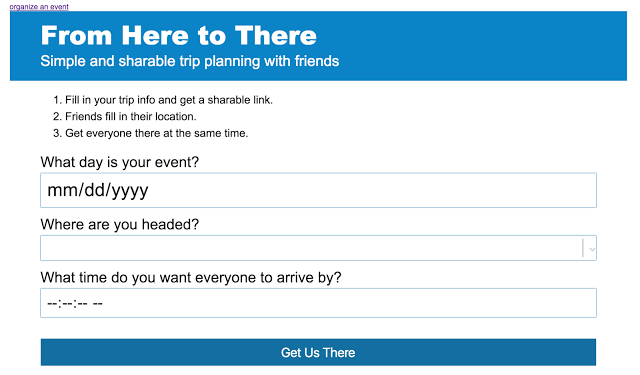 organize an event
From Here to There
Simple and sharable trip planning with friends
1. Fill in your trip info and get a sharable link.
2. Friends fill in their location.
3. Get everyone there at the same time.
What day is your event?
mm/dd/yyyy
Where are you headed?
What time do you want everyone to arrive by?
--:--:-- --
Get Us There